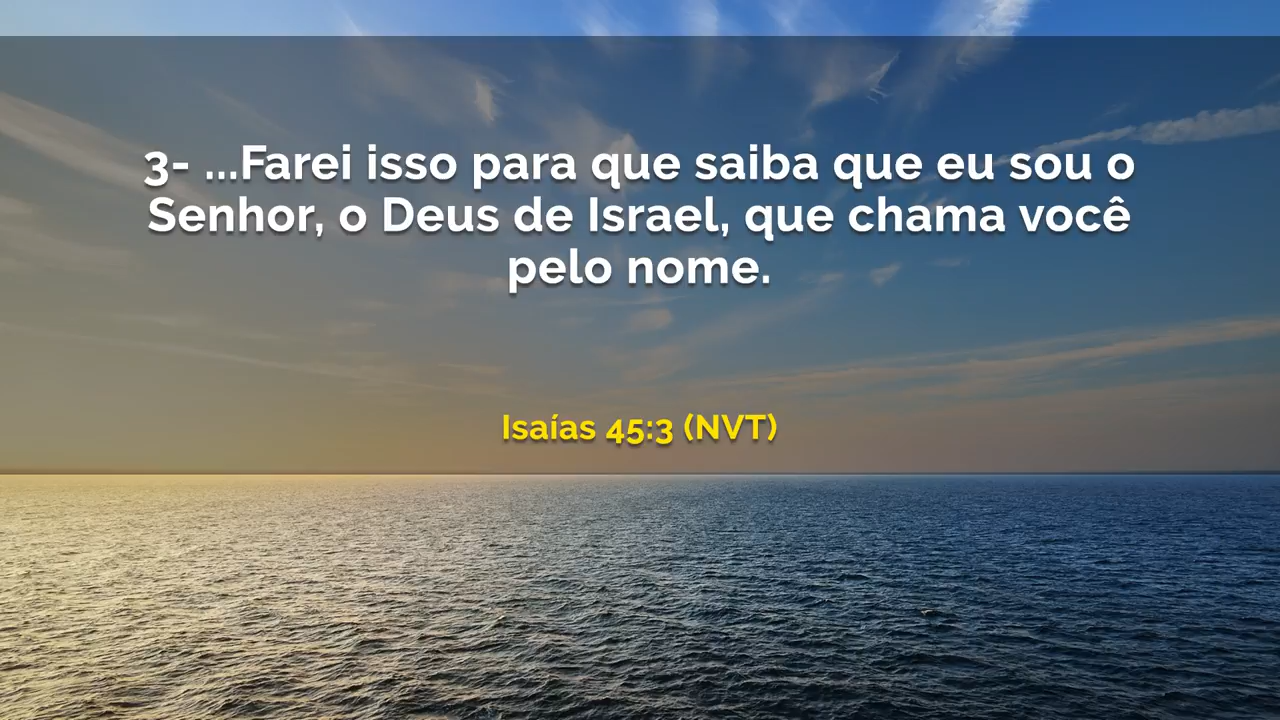 3- ...Farei isso para que saiba que eu sou o
Senhor, o Deus de Israel, que chama você
pelo nome.
Isaías 45:3 (NVT)